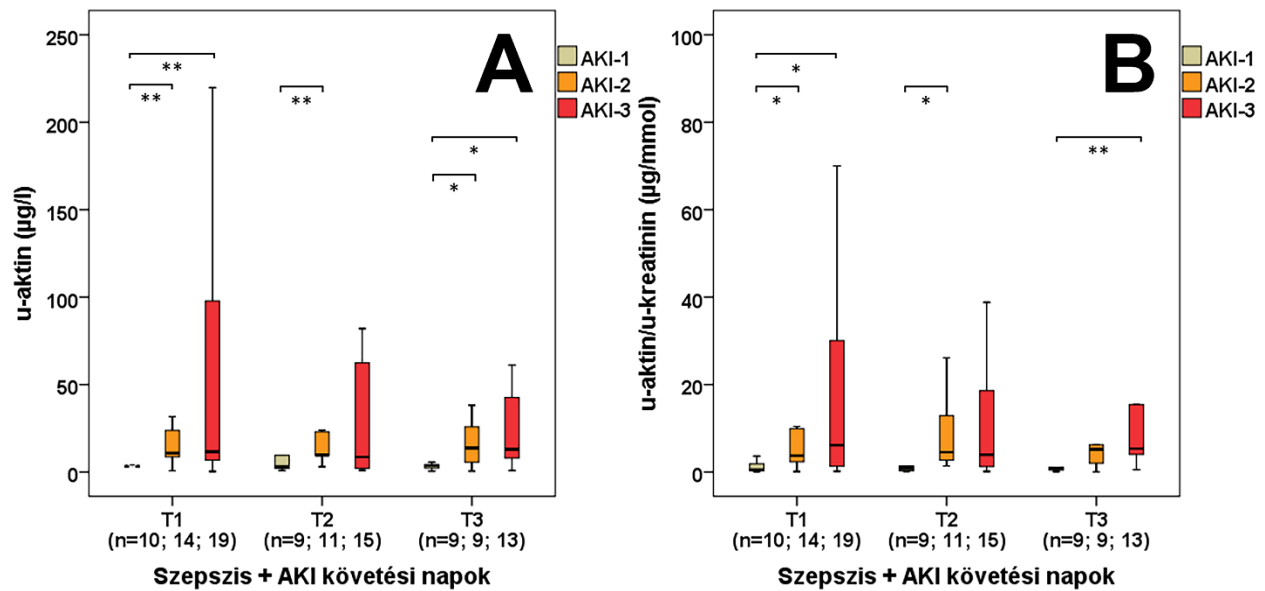 A
AKI-1
AKI-2
AKI-3
u-aktin (µg/l)
250
200
150
100
50
0
**
**
**
*
*
T1
T2
T3
(n=10; 14; 19)
(n=9; 11; 15)
(n=9; 9; 13)
Szepszis + AKI követési napok
B
AKI-1
AKI-2
AKI-3
u-aktin/u-kreatinin (µg/mmol)
100
80
60
40
20
0
*
*
*
**
T1
T2
T3
(n=10; 14; 19)
(n=9; 11; 15)
(n=9; 9; 13)
Szepszis + AKI követési napok